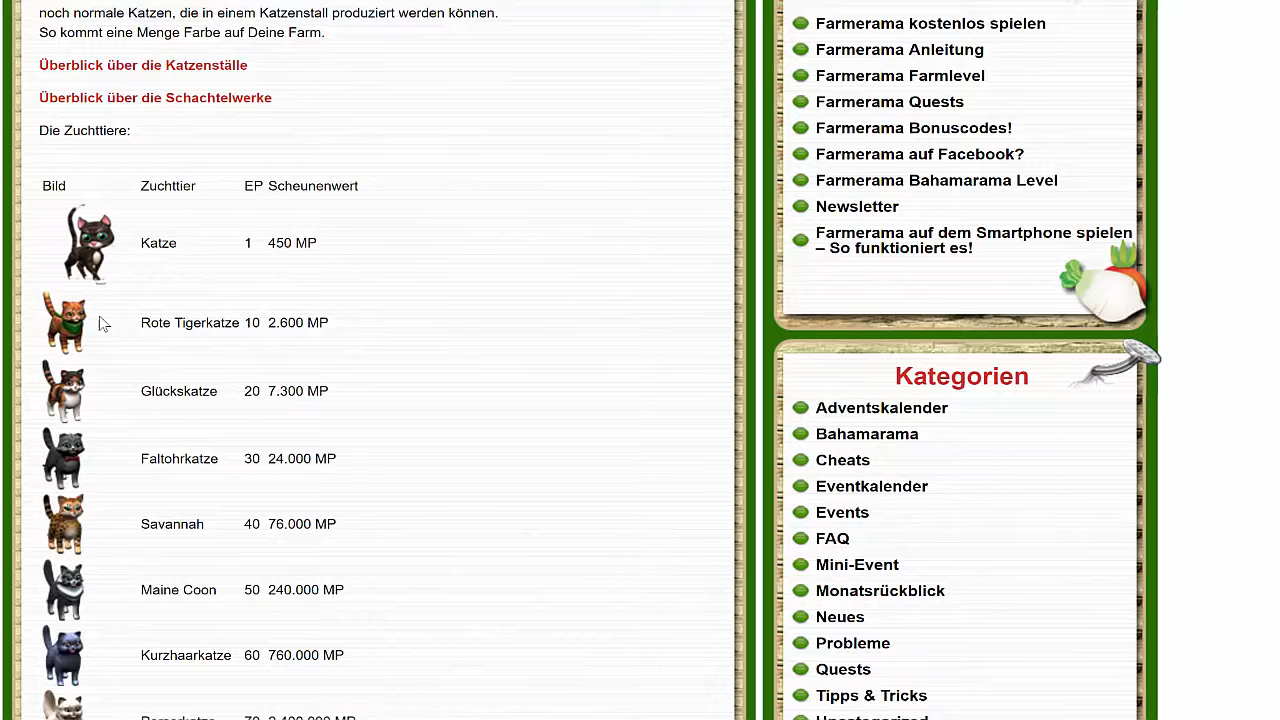 noch normale Katzen, die in einem Katzenstall produziert werden können.
So kommt eine Menge Farbe auf Deine Farm.
Überblick über die Katzenställe
Überblick über die Schachtelwerke
Die Zuchttiere:
Bild Zuchttier EP Scheunenwert
Katze 1 450 MP
Rote Tigerkatze 10 2.600 MP
Glückskatze 20 7.300 MP
Faltohrkatze 30 24.000 MP
Savannah 40 76.000 MP
Maine Coon 50 240.000 MP
Kurzhaarkatze 60 760.000 MP
Farmerama kostenlos spielen
Farmerama Anleitung
Farmerama Farmlevel
Farmerama Quests
Farmerama Bonuscodes!
Farmerama auf Facebook?
Farmerama Bahamarama Level
Newsletter
Farmerama auf dem Smartphone spielen
– So funktioniert es!
Kategorien
Adventskalender
Bahamarama
Cheats
Eventkalender
Events
FAQ
Mini-Event
Monatsrückblick
Neues
Probleme
Quests
Tipps & Tricks